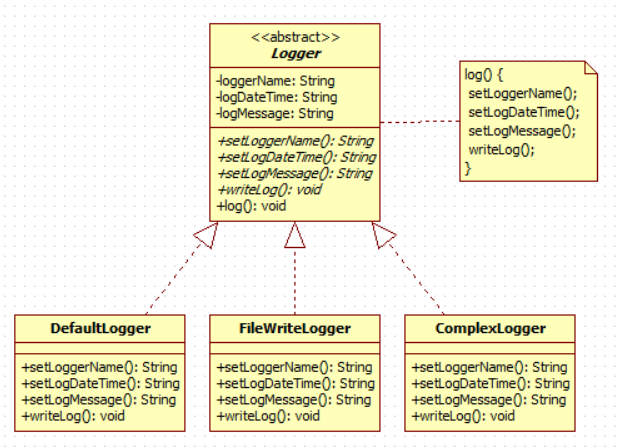 <<abstract>>
Logger
-loggerName: String
-logDateTime: String
-logMessage: String
+setLoggerName(): String
+setLogDateTime(): String
+setLogMessage(): String
+writeLog(): void
+log(): void
log() {
setLoggerName();
setLogDateTime();
setLogMessage();
writeLog();
}
DefaultLogger
+setLoggerName(): String
+setLogDateTime(): String
+setLogMessage(): String
+writeLog(): void
FileWriteLogger
+setLoggerName(): String
+setLogDateTime(): String
+setLogMessage(): String
+writeLog(): void
ComplexLogger
+setLoggerName(): String
+setLogDateTime(): String
+setLogMessage(): String
+writeLog(): void